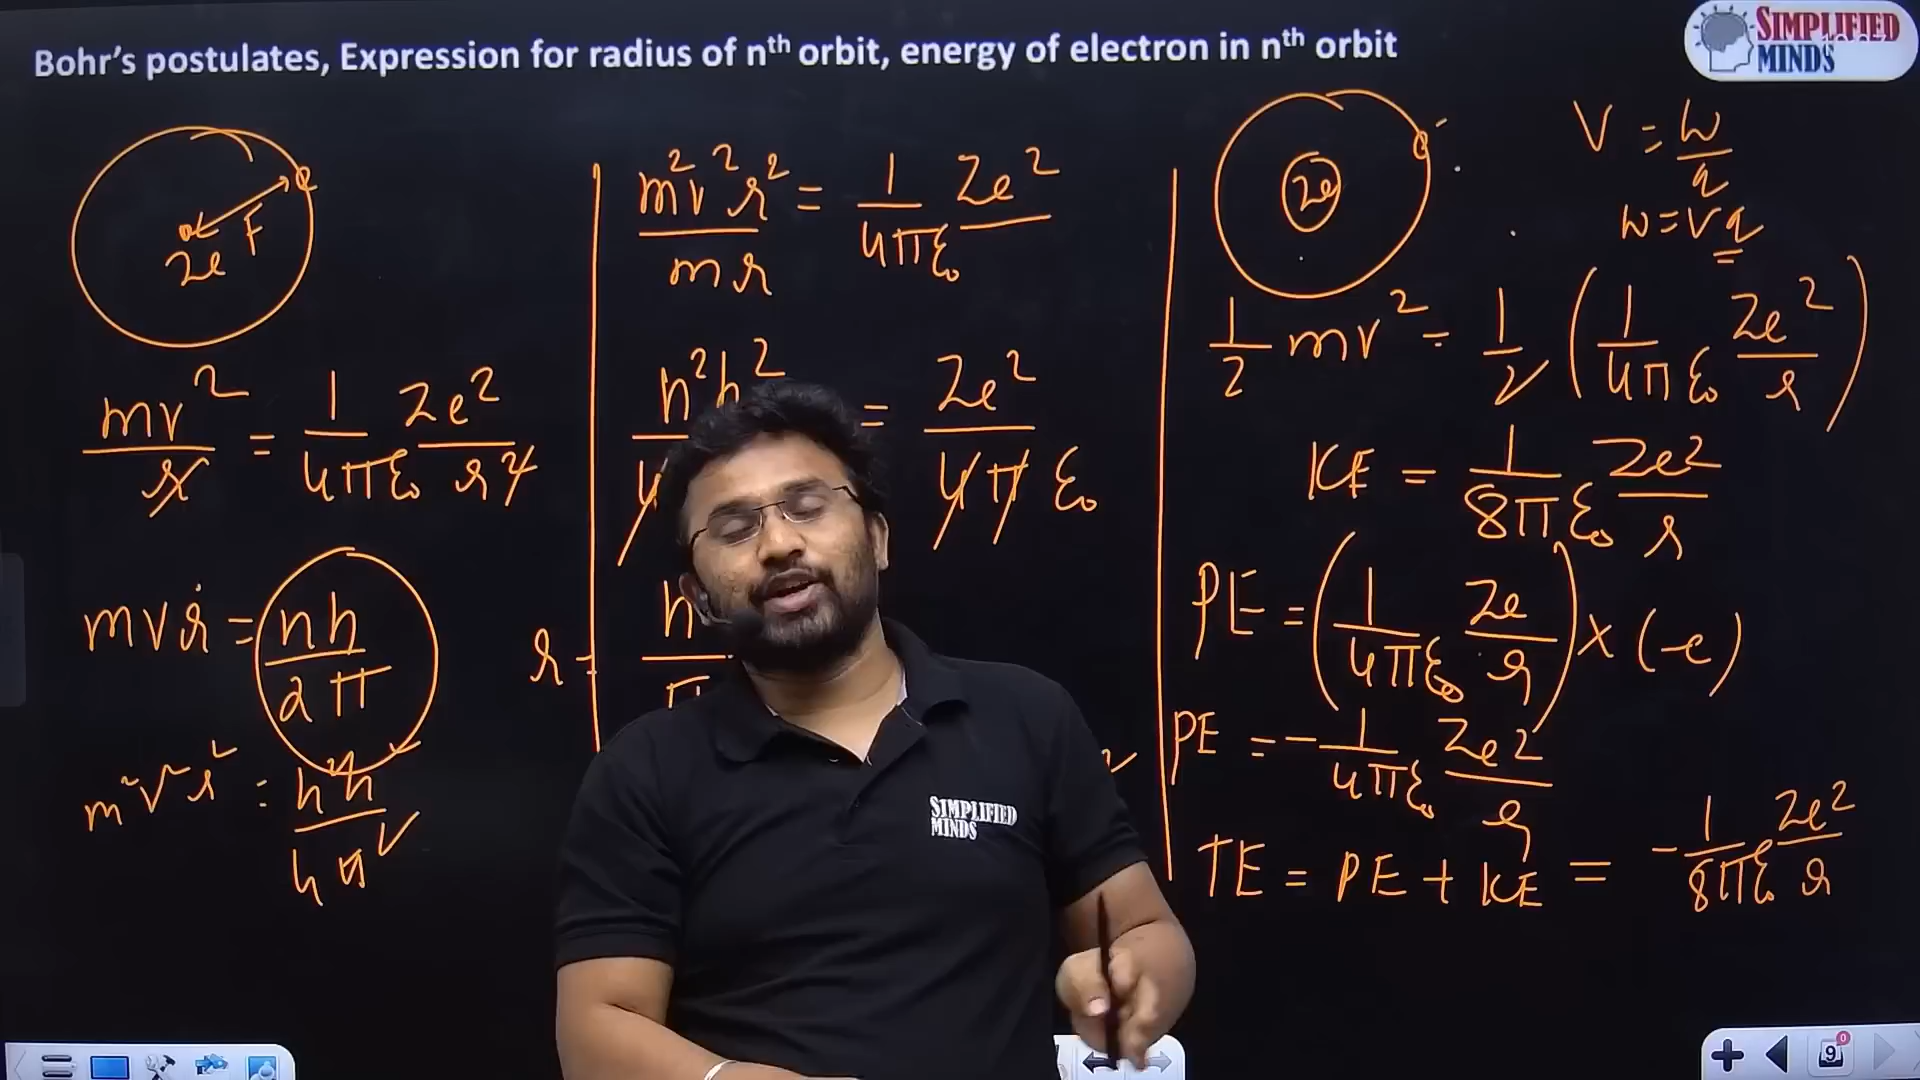 Bohr's postulates, Expression for radius of nᵗʰ orbit, energy of electron in nᵗʰ orbit
SIMPLIFIED
MINDS
Ze F
mv²/r = 1/4πε₀ Ze²/r²
mvr = nh/2π
m²v²r² = n²h²/4π²
m²v²r²/mr = 1/4πε₀ Ze²
n²h² = Ze²/4πε₀
r =
Ze
V = W/q
W = Vq
1/2 mv² = 1/2 (1/4πε₀ Ze²/r)
KE = 1/8πε₀ Ze²/r
PE = (1/4πε₀ Ze/r) × (-e)
PE = - 1/4πε₀ Ze²/r
TE = PE + KE = - 1/8πε₀ Ze²/r
SIMPLIFIED
MINDS
9
0